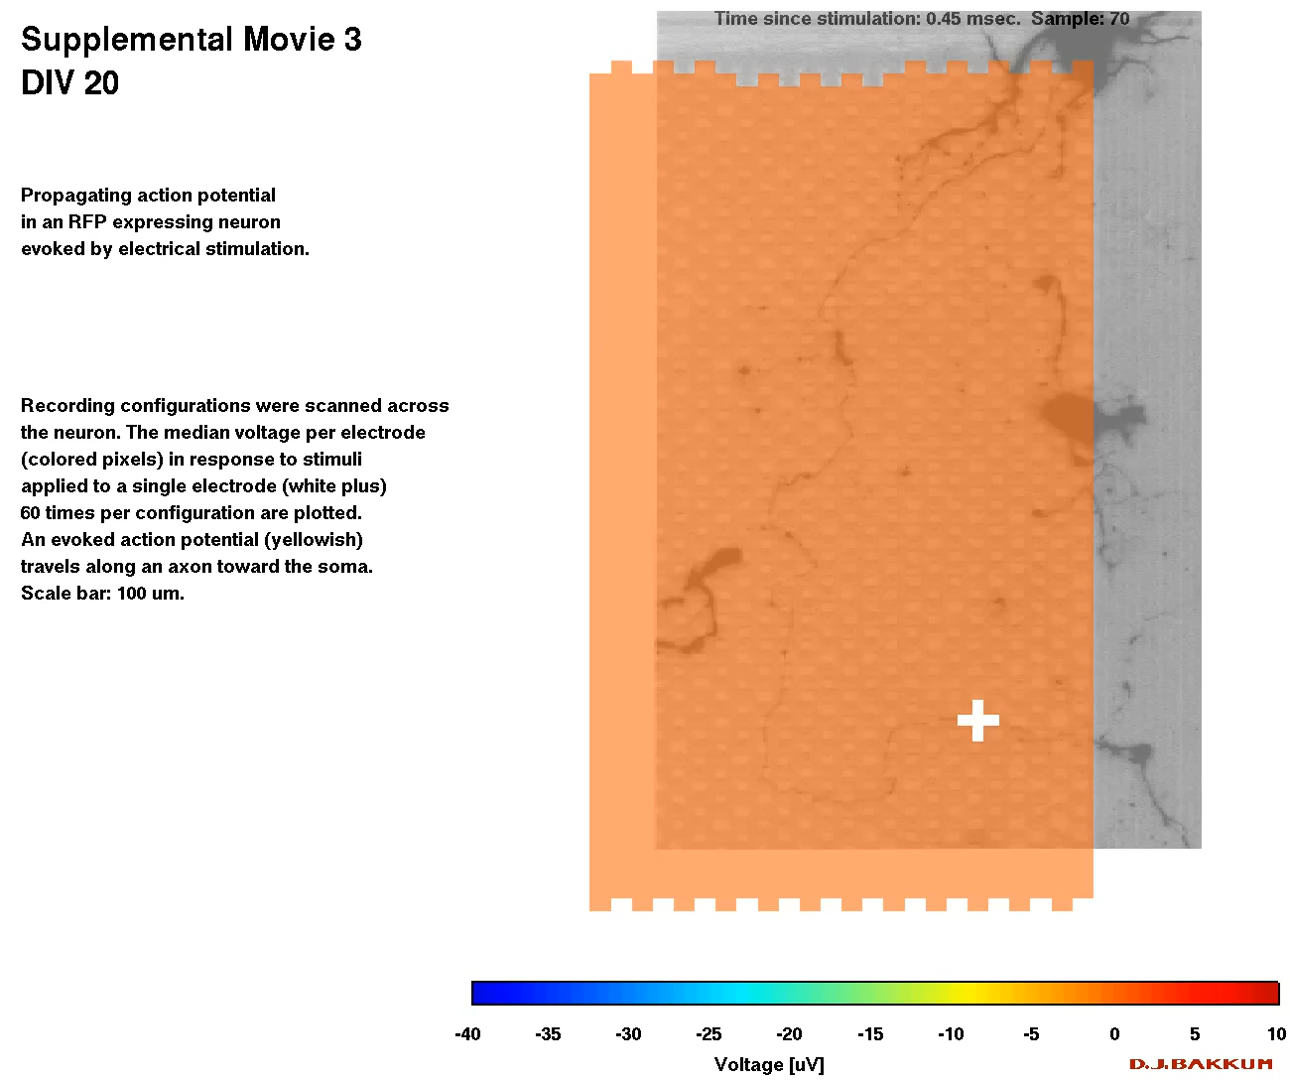 Supplemental Movie 3
DIV 20
Time since stimulation: 0.45 msec.  Sample: 70
Propagating action potential
in an RFP expressing neuron
evoked by electrical stimulation.
Recording configurations were scanned across
the neuron. The median voltage per electrode
(colored pixels) in response to stimuli
applied to a single electrode (white plus)
60 times per configuration are plotted.
An evoked action potential (yellowish)
travels along an axon toward the soma.
Scale bar: 100 um.
-40 -35 -30 -25 -20 -15 -10 -5 0 5 10
Voltage [uV]
D.J.BAKKUM